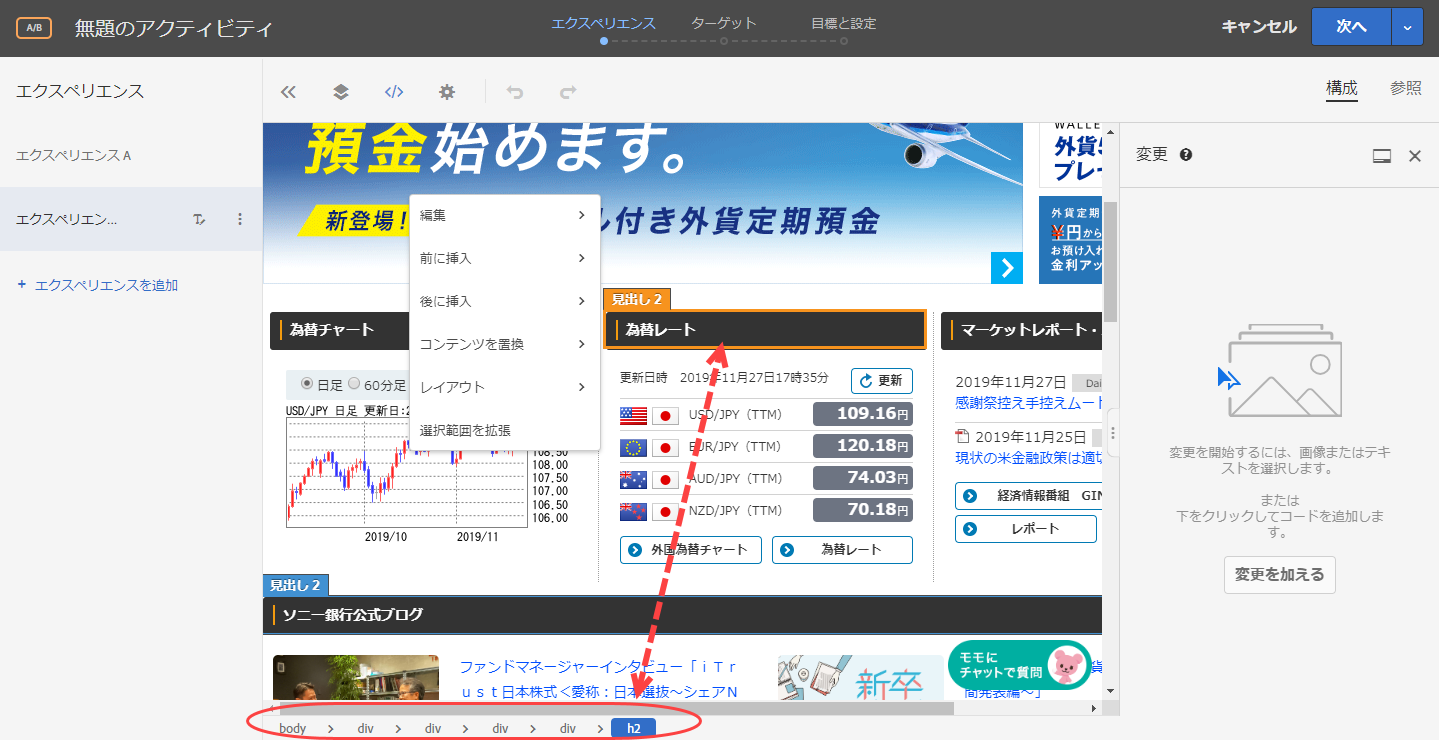 A/B
無題のアクティビティ
エクスペリエンス
ターゲット
目標と設定
キャンセル
次へ
エクスペリエンス
エクスペリエンス A
エクスペリエン...
+ エクスペリエンスを追加
</>
構成
参照
預金始めます。
新登場!
ル付き外貨定期預金
WALLE
外貨
プレー
外貨定期
¥円から
お預け入れ
金利アッ
編集
前に挿入
後に挿入
コンテンツを置換
レイアウト
選択範囲を拡張
見出し 2
為替チャート
為替レート
マーケットレポート・
日足 60分足
USD/JPY 日足 更新日:2
108.50
108.00
107.50
107.00
106.50
106.00
2019/10
2019/11
更新日時 2019年11月27日17時35分
更新
USD/JPY（TTM） 109.16円
EUR/JPY（TTM） 120.18円
AUD/JPY（TTM） 74.03円
NZD/JPY（TTM） 70.18円
外国為替チャート
為替レート
2019年11月27日 Dai
感謝祭控え手控えムート
2019年11月25日
現状の米金融政策は適切
経済情報番組 GIN
レポート
見出し 2
ソニー銀行公式ブログ
ファンドマネージャーインタビュー「ｉＴｒ
ｕｓｔ日本株式＜愛称：日本選抜～シェアＮ
新卒
貨
間発装編～」
モモに
チャットで質問
body
div
div
div
div
h2
変更
変更を開始するには、画像またはテキ
ストを選択します。
または
下をクリックしてコードを追加しま
す。
変更を加える